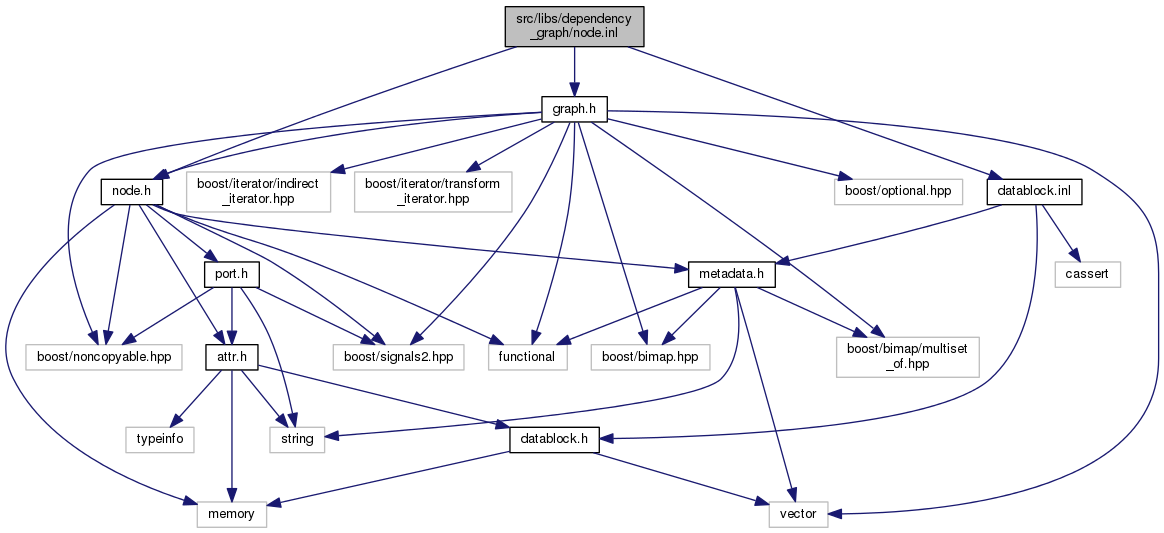 src/libs/dependency
_graph/node.inl
graph.h
node.h
boost/iterator/indirect
_iterator.hpp
boost/iterator/transform
_iterator.hpp
boost/optional.hpp
datablock.inl
port.h
metadata.h
cassert
boost/noncopyable.hpp
attr.h
boost/signals2.hpp
functional
boost/bimap.hpp
boost/bimap/multiset
_of.hpp
typeinfo
string
datablock.h
memory
vector